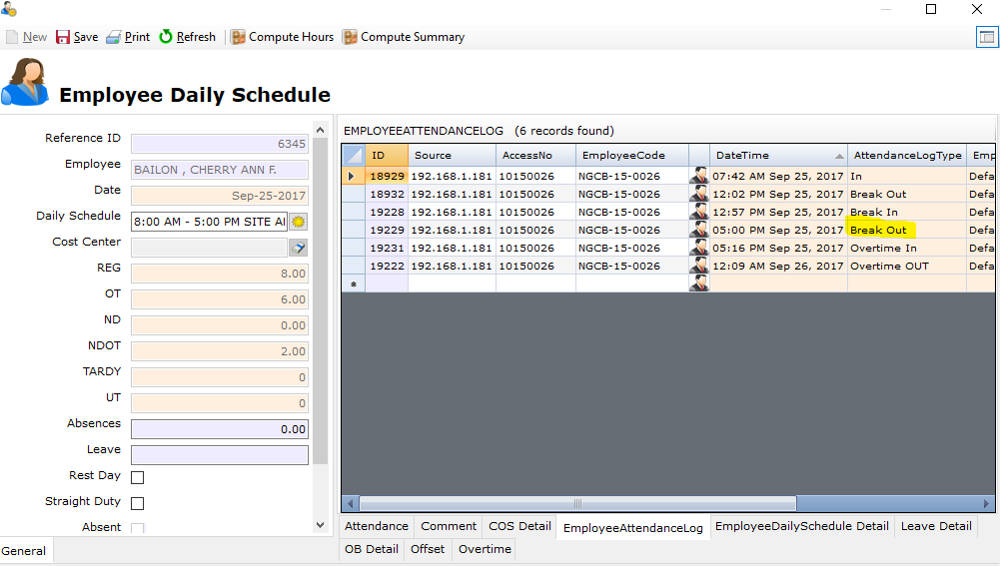 New Save Print Refresh Compute Hours Compute Summary
Employee Daily Schedule
Reference ID 6345
Employee BAILON , CHERRY ANN F.
Date Sep-25-2017
Daily Schedule 8:00 AM - 5:00 PM SITE
Cost Center
REG 8.00
OT 6.00
ND 0.00
NDOT 2.00
TARDY 0
UT 0
Absences 0.00
Leave
Rest Day
Straight Duty
Absent
General
EMPLOYEEATTENDANCELOG (6 records found)
ID Source AccessNo EmployeeCode DateTime AttendanceLogType Emp
18929 192.168.1.181 10150026 NGCB-15-0026 07:42 AM Sep 25, 2017 In Defa
18932 192.168.1.181 10150026 NGCB-15-0026 12:02 PM Sep 25, 2017 Break Out Defa
19228 192.168.1.181 10150026 NGCB-15-0026 12:57 PM Sep 25, 2017 Break In Defa
19229 192.168.1.181 10150026 NGCB-15-0026 05:00 PM Sep 25, 2017 Break Out Defa
19231 192.168.1.181 10150026 NGCB-15-0026 05:16 PM Sep 25, 2017 Overtime In Defa
19222 192.168.1.181 10150026 NGCB-15-0026 12:09 AM Sep 26, 2017 Overtime OUT Defa
Attendance Comment COS Detail EmployeeAttendanceLog EmployeeDailySchedule Detail Leave Detail
OB Detail Offset Overtime